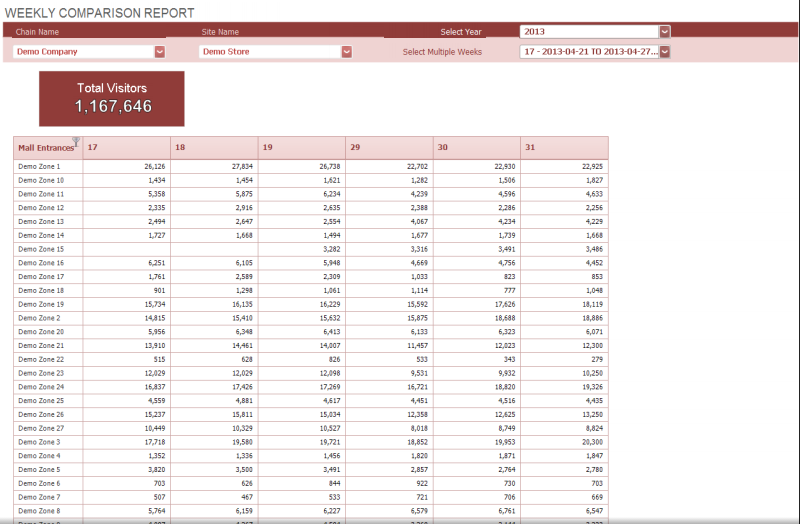 WEEKLY COMPARISON REPORT
Chain Name Site Name Select Year 2013
Demo Company Demo Store Select Multiple Weeks 17 - 2013-04-21 TO 2013-04-27...
Total Visitors
1,167,646
Mall Entrances 17 18 19 29 30 31
Demo Zone 1 26,126 27,834 26,738 22,702 22,930 22,925
Demo Zone 10 1,434 1,454 1,621 1,282 1,506 1,827
Demo Zone 11 5,358 5,875 6,234 4,239 4,596 4,633
Demo Zone 12 2,335 2,916 2,635 2,388 2,286 2,256
Demo Zone 13 2,494 2,647 2,554 4,067 4,234 4,229
Demo Zone 14 1,727 1,668 1,494 1,677 1,739 1,668
Demo Zone 15 3,282 3,316 3,491 3,486
Demo Zone 16 6,251 6,105 5,948 4,669 4,756 4,452
Demo Zone 17 1,761 2,589 2,309 1,033 823 853
Demo Zone 18 901 1,298 1,061 1,114 777 1,048
Demo Zone 19 15,734 16,135 16,229 15,592 17,626 18,119
Demo Zone 2 14,815 15,410 15,632 15,875 18,688 18,886
Demo Zone 20 5,956 6,348 6,413 6,133 6,323 6,071
Demo Zone 21 13,910 14,461 14,007 11,457 12,023 12,300
Demo Zone 22 515 628 826 533 343 279
Demo Zone 23 12,029 12,029 12,098 9,531 9,932 10,250
Demo Zone 24 16,837 17,426 17,269 16,721 18,820 19,326
Demo Zone 25 4,559 4,881 4,617 4,451 4,516 4,435
Demo Zone 26 15,237 15,811 15,034 12,358 12,625 13,250
Demo Zone 27 10,449 10,329 10,527 8,018 8,749 8,824
Demo Zone 3 17,718 19,580 19,721 18,852 19,953 20,300
Demo Zone 4 1,352 1,336 1,456 1,820 1,871 1,847
Demo Zone 5 3,820 3,500 3,491 2,857 2,764 2,780
Demo Zone 6 703 626 844 922 730 703
Demo Zone 7 507 467 533 721 706 669
Demo Zone 8 5,764 6,159 6,227 6,579 6,761 6,547